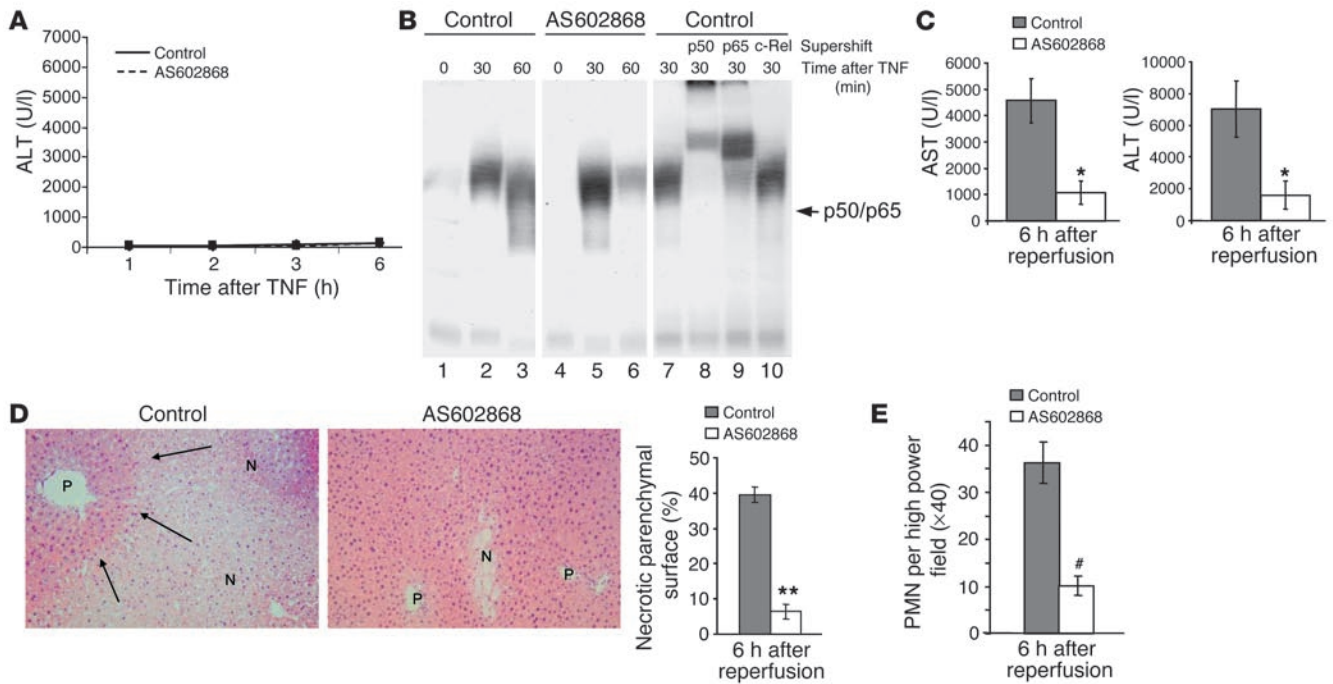 A
ALT (U/l)
7000
6000
5000
4000
3000
2000
1000
0
Control
AS602868
1 2 3 6
Time after TNF (h)
B
Control AS602868 Control
p50 p65 c-Rel Supershift
0 30 60 0 30 60 30 30 30 30 Time after TNF
(min)
p50/p65
1 2 3 4 5 6 7 8 9 10
C
Control
AS602868
AST (U/l)
6000
5000
4000
3000
2000
1000
0
6 h after
reperfusion
ALT (U/l)
10000
8000
6000
4000
2000
0
6 h after
reperfusion
* *
D
Control
P N N
AS602868
P N P
Control
AS602868
Necrotic parenchymal
surface (%)
50
40
30
20
10
0
**
6 h after
reperfusion
E
Control
AS602868
PMN per high power
field (×40)
40
30
20
10
0
#
6 h after
reperfusion